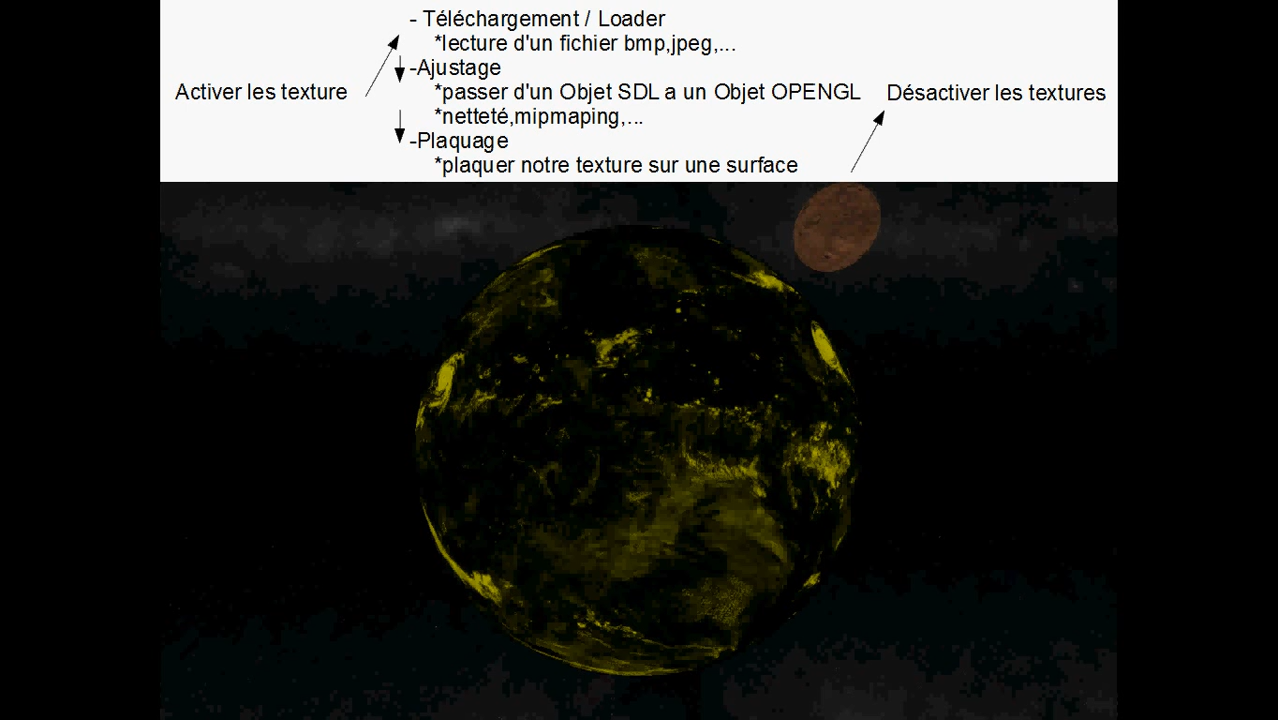 - Téléchargement / Loader
*lecture d'un fichier bmp,jpeg,...
-Ajustage
Activer les texture
*passer d'un Objet SDL a un Objet OPENGL
Désactiver les textures
*netteté,mipmaping,...
-Plaquage
*plaquer notre texture sur une surface